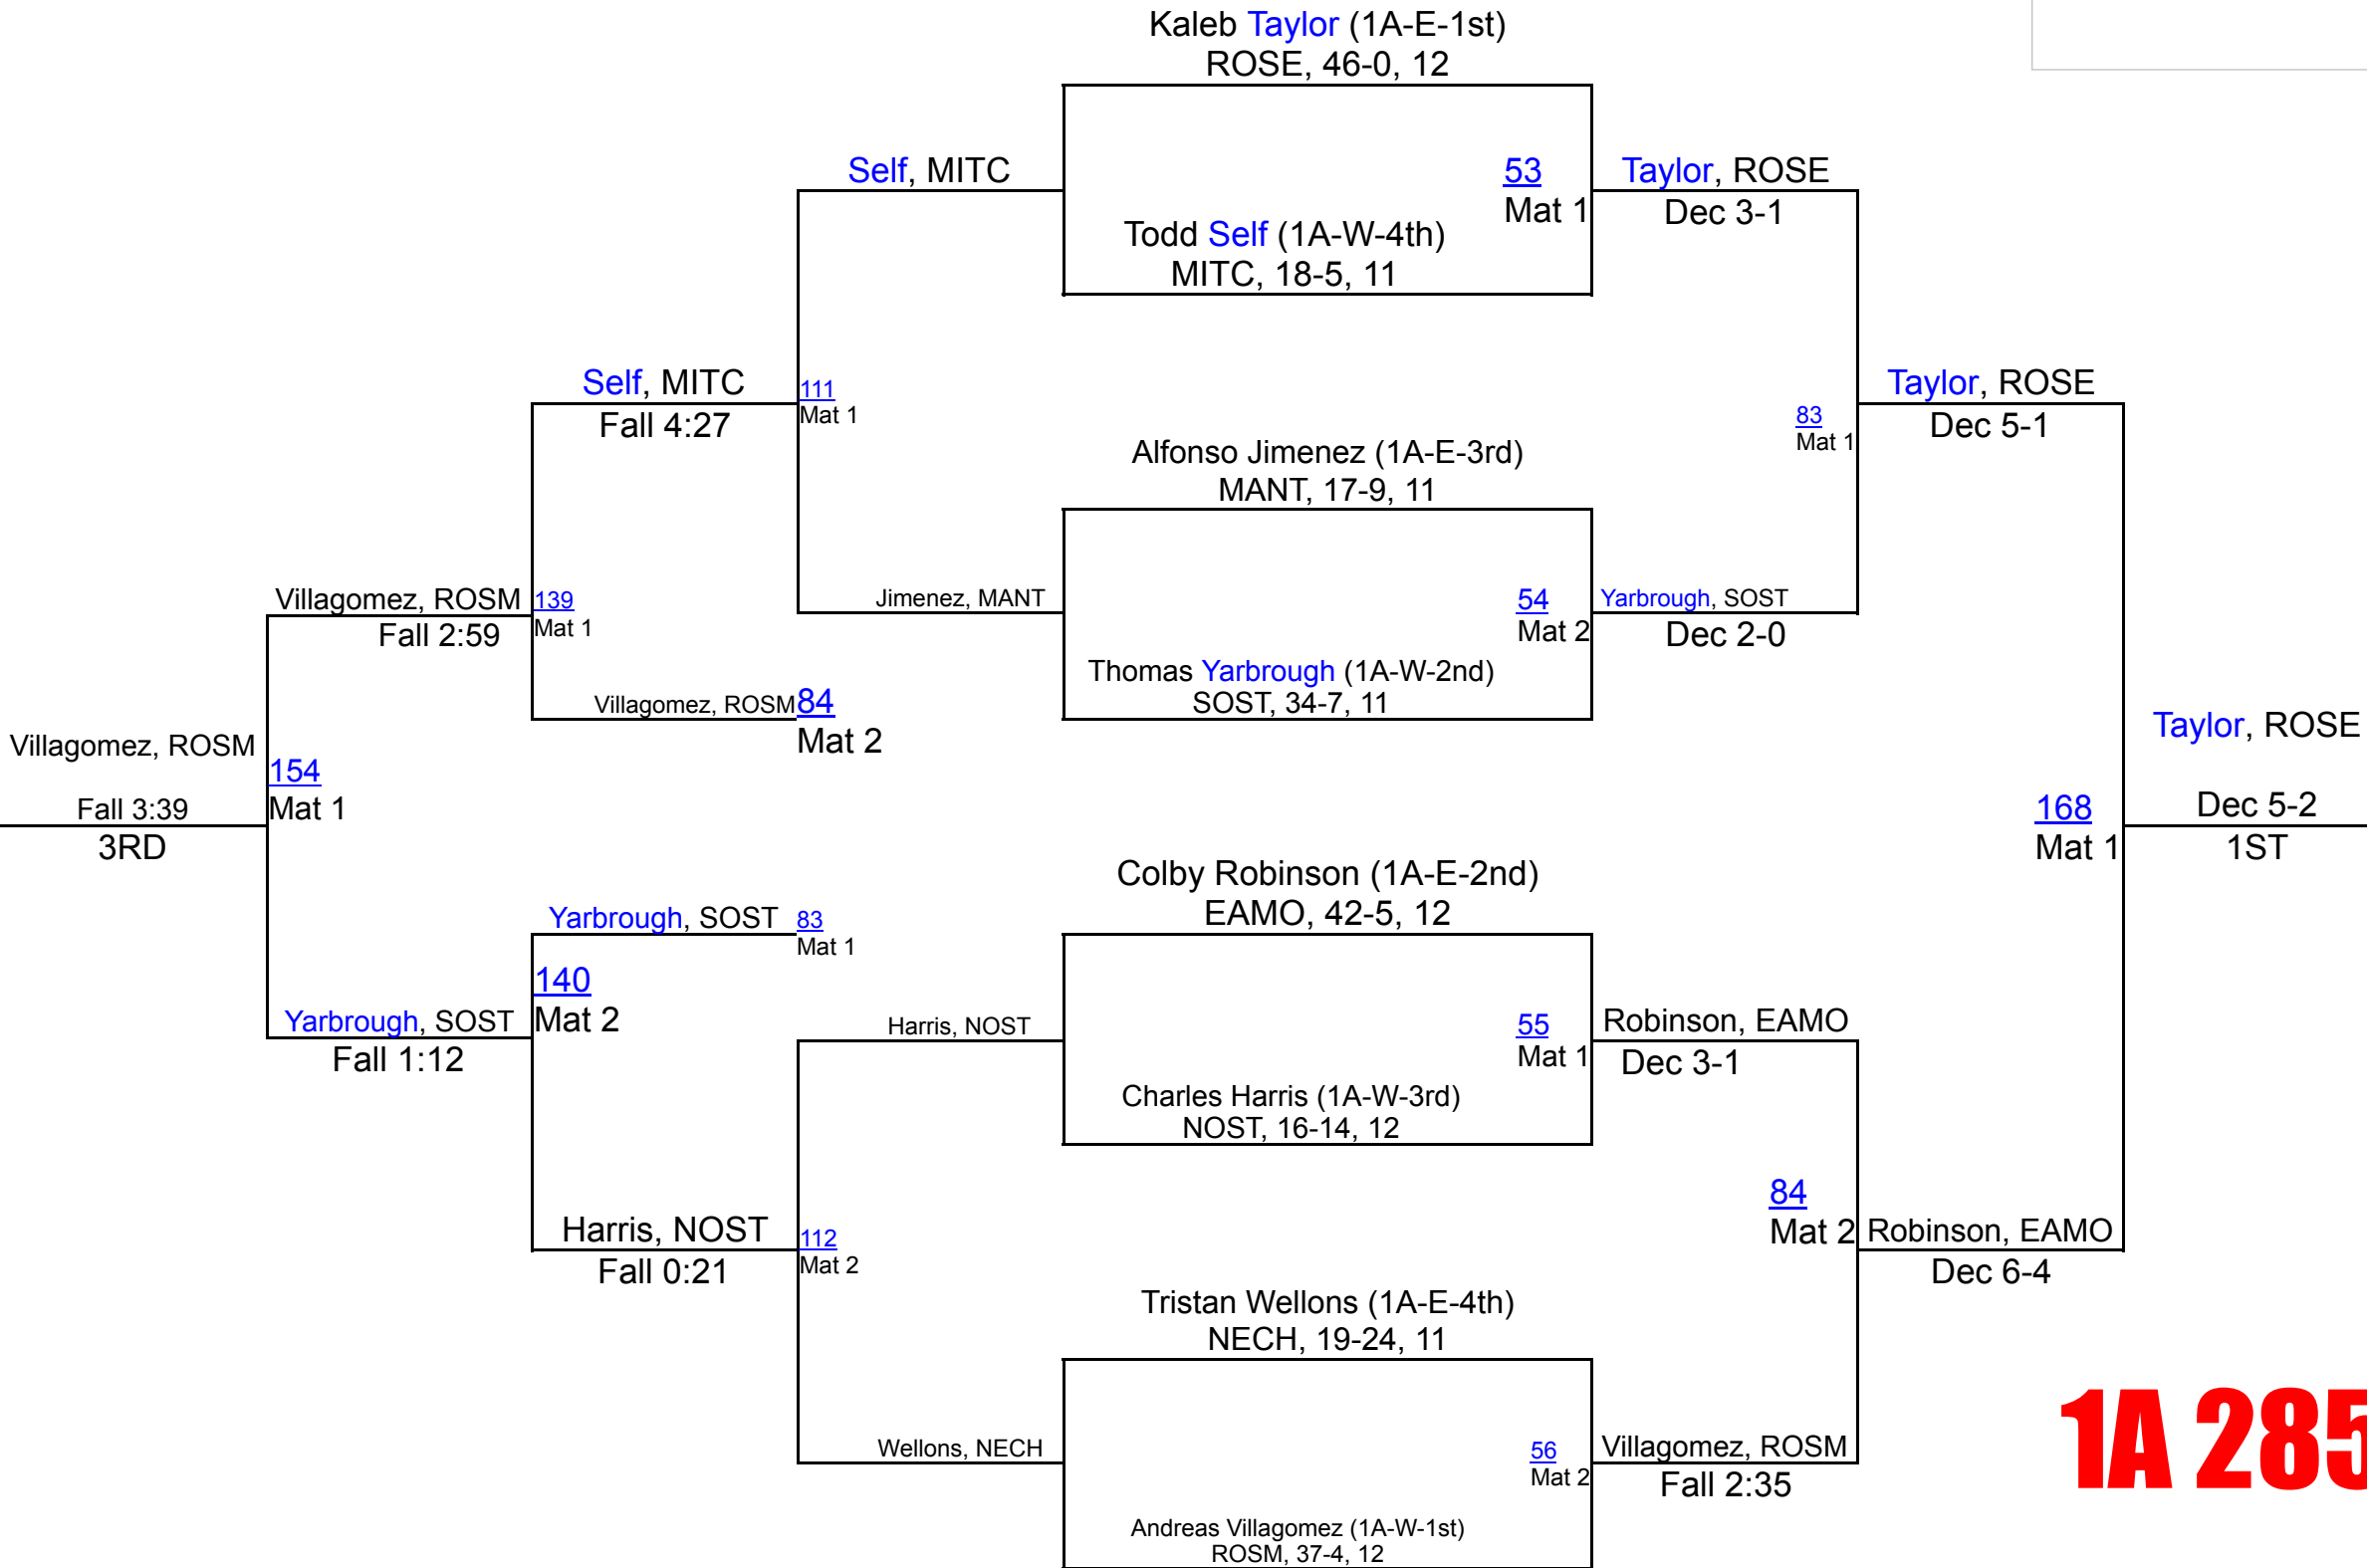 Kaleb Taylor (1A-E-1st)
ROSE, 46-0, 12
Self, MITC
53
Mat 1
Taylor, ROSE
Dec 3-1
Todd Self (1A-W-4th)
MITC, 18-5, 11
Self, MITC
Fall 4:27
111
Mat 1
Taylor, ROSE
Dec 5-1
83
Mat 1
Alfonso Jimenez (1A-E-3rd)
MANT, 17-9, 11
Villagomez, ROSM
Fall 2:59
139
Mat 1
Jimenez, MANT
54
Mat 2
Yarbrough, SOST
Dec 2-0
Thomas Yarbrough (1A-W-2nd)
SOST, 34-7, 11
Villagomez, ROSM
84
Mat 2
Villagomez, ROSM
Fall 3:39
3RD
154
Mat 1
Taylor, ROSE
Dec 5-2
1ST
168
Mat 1
Colby Robinson (1A-E-2nd)
EAMO, 42-5, 12
Yarbrough, SOST
83
Mat 1
140
Mat 2
Yarbrough, SOST
Fall 1:12
Harris, NOST
55
Mat 1
Robinson, EAMO
Dec 3-1
Charles Harris (1A-W-3rd)
NOST, 16-14, 12
84
Mat 2
Harris, NOST
Fall 0:21
112
Mat 2
Robinson, EAMO
Dec 6-4
Tristan Wellons (1A-E-4th)
NECH, 19-24, 11
Wellons, NECH
56
Mat 2
Villagomez, ROSM
Fall 2:35
Andreas Villagomez (1A-W-1st)
ROSM, 37-4, 12
1A 285